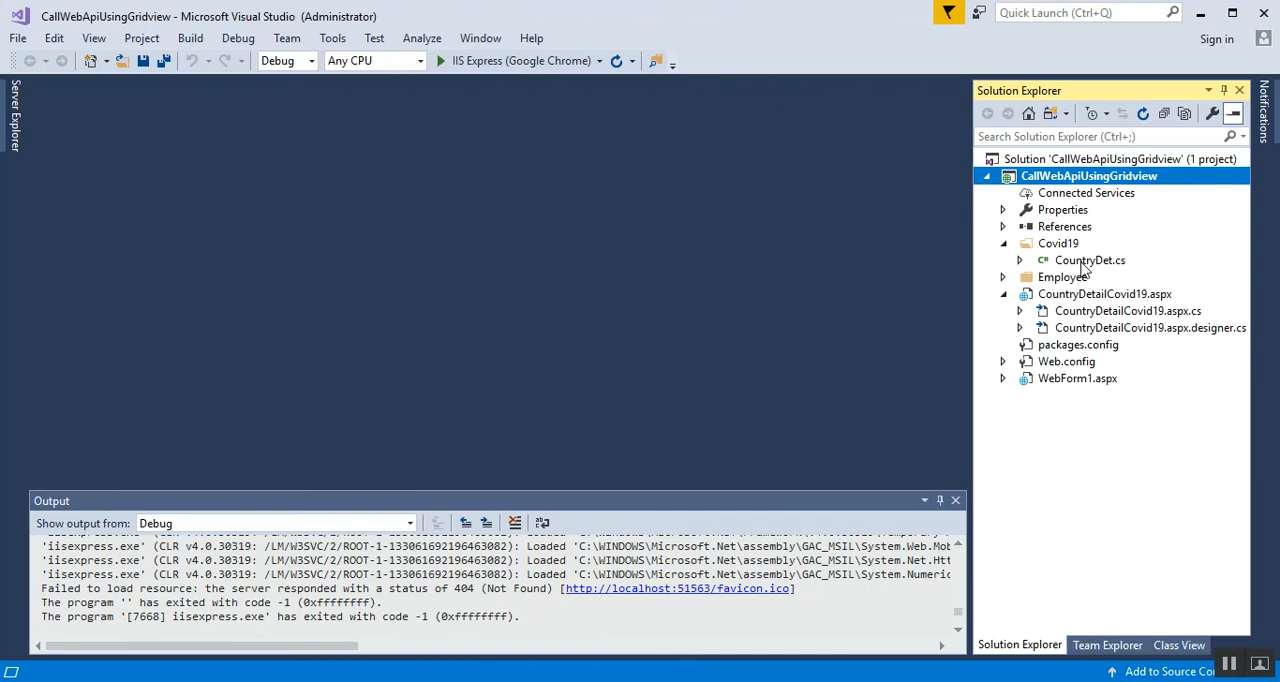 CallWebApiUsingGridview - Microsoft Visual Studio (Administrator)
Quick Launch (Ctrl+Q)
File Edit View Project Build Debug Team Tools Test Analyze Window Help
Sign in
Debug Any CPU IIS Express (Google Chrome)
Server Explorer
Notifications
Solution Explorer
Search Solution Explorer (Ctrl+;)
Solution 'CallWebApiUsingGridview' (1 project)
CallWebApiUsingGridview
Connected Services
Properties
References
Covid19
C# CountryDet.cs
Employee
CountryDetailCovid19.aspx
CountryDetailCovid19.aspx.cs
CountryDetailCovid19.aspx.designer.cs
packages.config
Web.config
WebForm1.aspx
Output
Show output from: Debug
'iisexpress.exe' (CLR v4.0.30319: /LM/W3SVC/2/ROOT-1-133061692196463082): Loaded 'C:\WINDOWS\Microsoft.Net\assembly\GAC_MSIL\System.Web.Mob
'iisexpress.exe' (CLR v4.0.30319: /LM/W3SVC/2/ROOT-1-133061692196463082): Loaded 'C:\WINDOWS\Microsoft.Net\assembly\GAC_MSIL\System.Net.Htt
'iisexpress.exe' (CLR v4.0.30319: /LM/W3SVC/2/ROOT-1-133061692196463082): Loaded 'C:\WINDOWS\Microsoft.Net\assembly\GAC_MSIL\System.Numeric
Failed to load resource: the server responded with a status of 404 (Not Found) [http://localhost:51563/favicon.ico]
The program '' has exited with code -1 (0xffffffff).
The program '[7668] iisexpress.exe' has exited with code -1 (0xffffffff).
Solution Explorer Team Explorer Class View
Add to Source Co